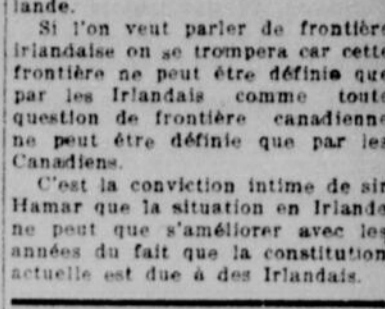 lande.
Si l'on veut parler de frontière
irlandaise on se trompera car cette
frontière ne peut être définie que
par les Irlandais comme toute
question de frontière canadienne
ne peut être définie que par les
Canadiens.
C'est la conviction intime de sir
Hamar que la situation en Irlande
ne peut que s'améliorer avec les
années du fait que la constitution
actuelle est due à des Irlandais.